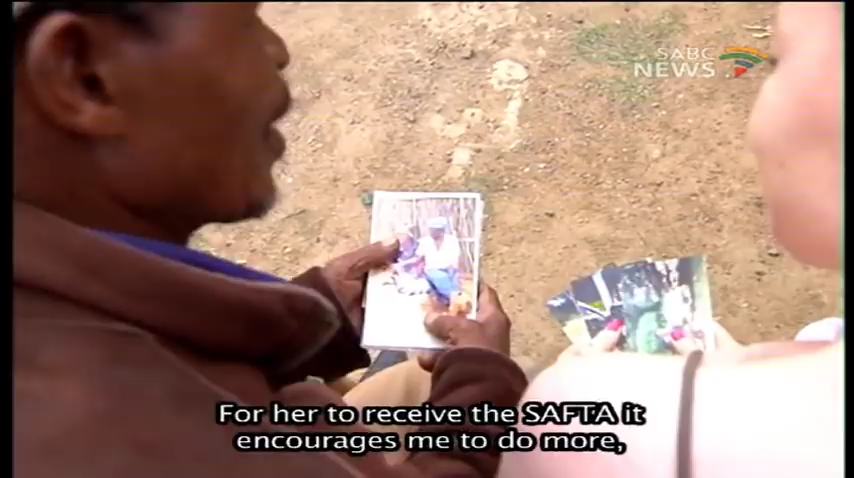 SABC
NEWS
For her to receive the SAFTA it
encourages me to do more,